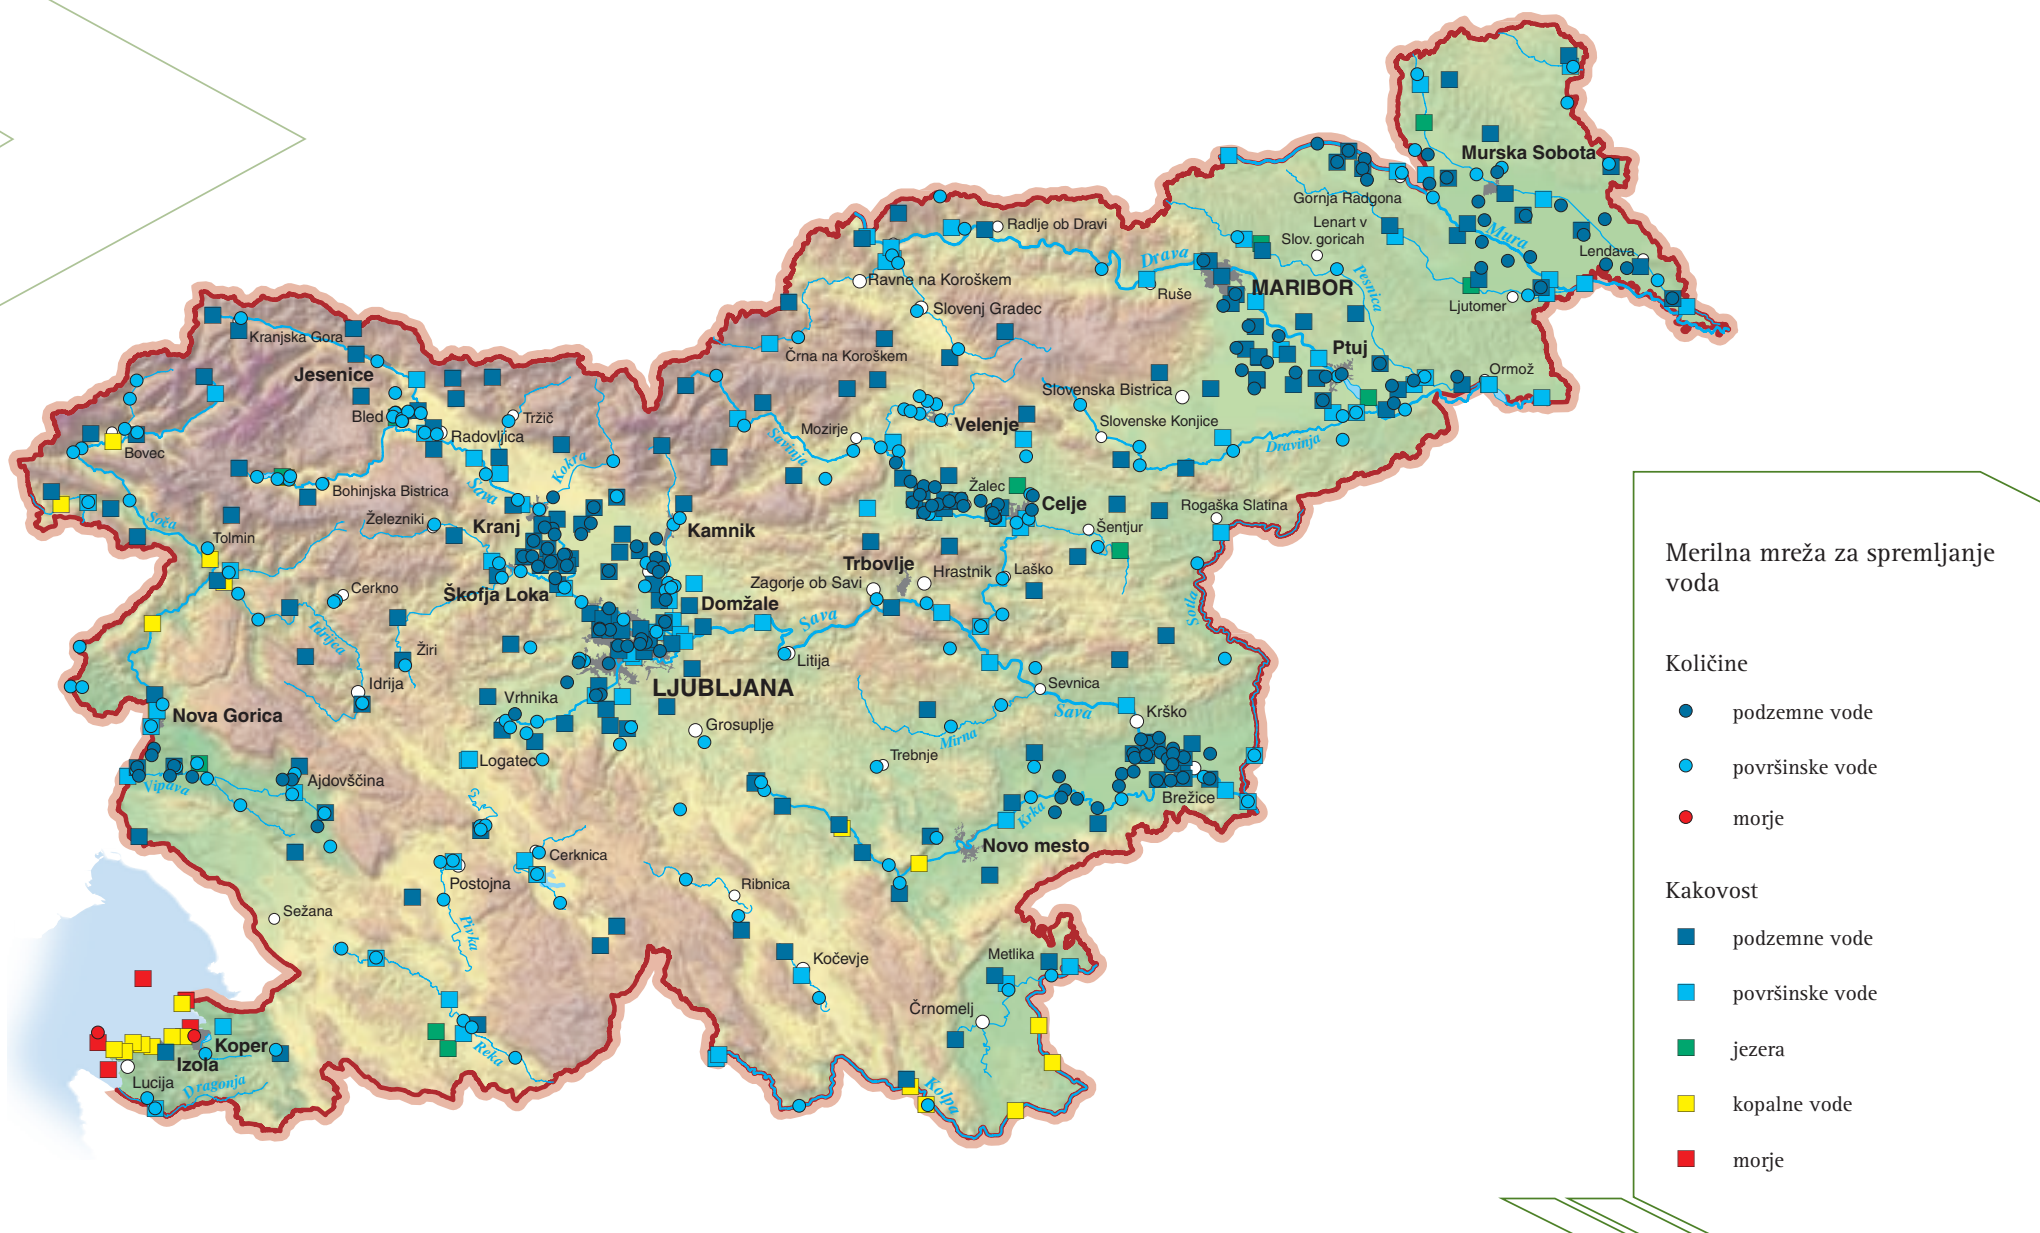 Murska Sobota
Gornja Radgona
Lenart v
Slov. goricah
Mura
Lendava
Radlje ob Dravi
Drava
Pesnica
Ravne na Koroškem
MARIBOR
Ruše
Ljutomer
Slovenj Gradec
Kranjska Gora
Črna na Koroškem
Ptuj
Jesenice
Ormož
Slovenska Bistrica
Bled
Tržič
Radovljica
Mozirje
Velenje
Slovenske Konjice
Savinja
Dravinja
Bovec
Kokra
Bohinjska Bistrica
Sava
Žalec
Celje
Rogaška Slatina
Soča
Železniki
Kranj
Kamnik
Šentjur
Tolmin
Trbovlje
Hrastnik
Laško
Zagorje ob Savi
Cerkno
Škofja Loka
Domžale
Sava
Sotla
Idrijca
Žiri
Litija
Idrija
LJUBLJANA
Sevnica
Vrhnika
Nova Gorica
Sava
Krško
Grosuplje
Mirna
Logatec
Trebnje
Vipava
Ajdovščina
Brežice
Krka
Novo mesto
Cerknica
Postojna
Ribnica
Sežana
Pivka
Kočevje
Metlika
Črnomelj
Koper
Izola
Reka
Lucija
Dragonja
Kolpa
Merilna mreža za spremljanje
voda
Količine
podzemne vode
površinske vode
morje
Kakovost
podzemne vode
površinske vode
jezera
kopalne vode
morje